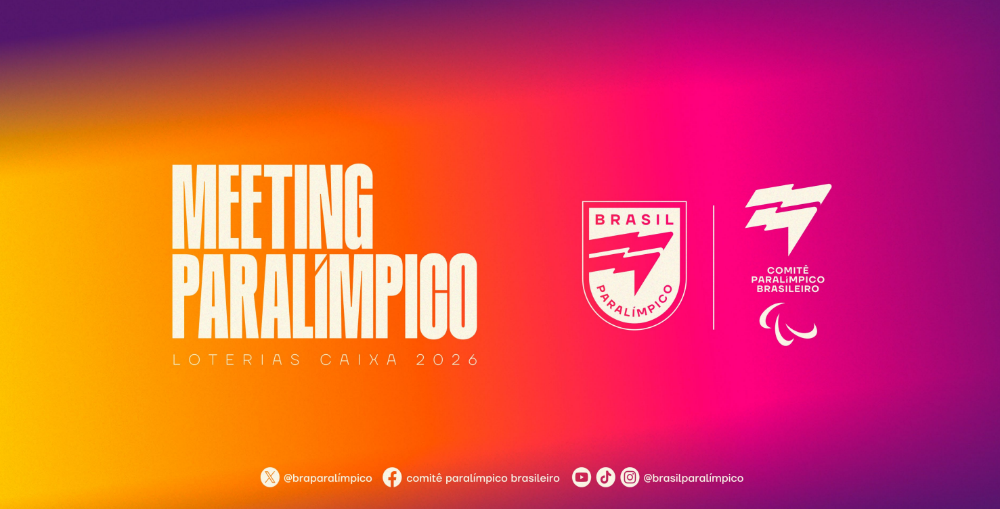 MEETING
PARALÍMPICO
LOTERIAS CAIXA 2026
BRASIL
PARALÍMPICO
COMITÊ
PARALíMPICO
BRASILEIRO
@braparalímpico
comitê paralímpico brasileiro
@brasilparalímpico